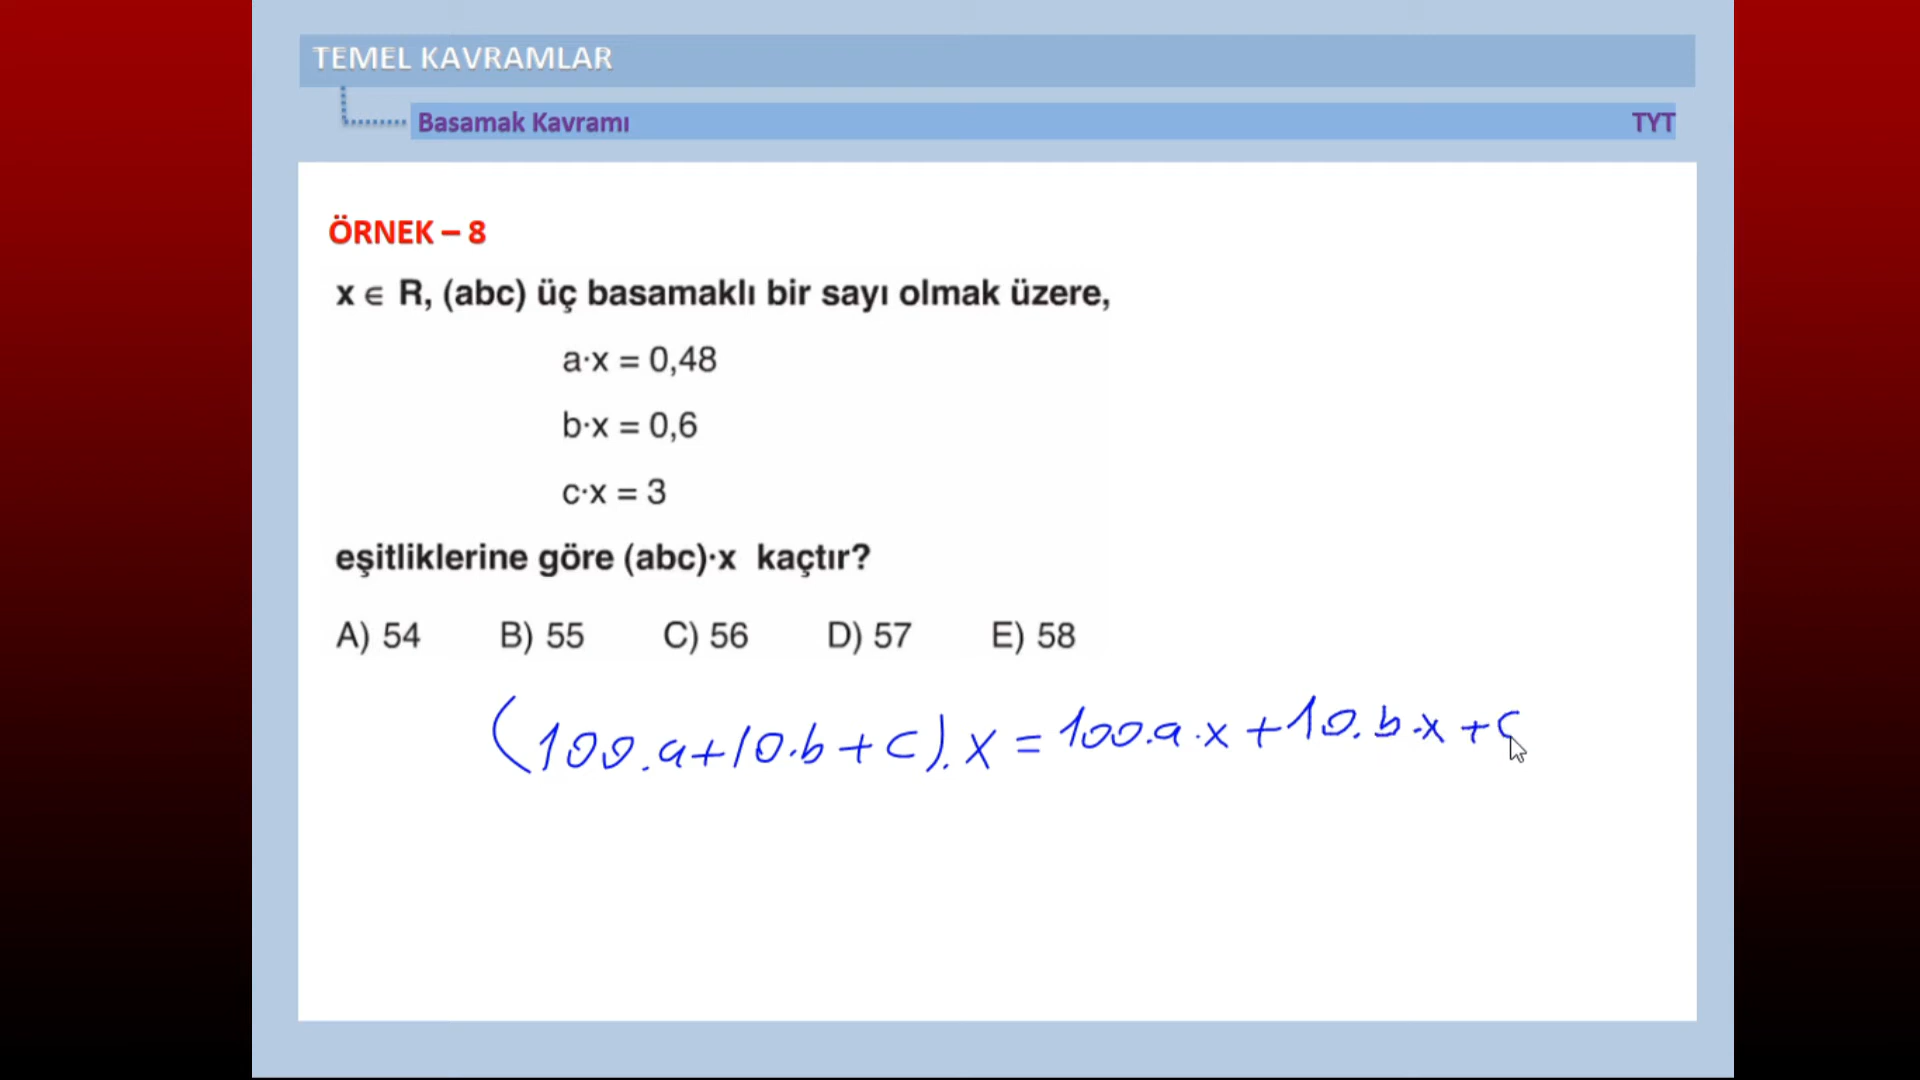 TEMEL KAVRAMLAR
Basamak Kavramı TYT
ÖRNEK – 8
x ∈ R, (abc) üç basamaklı bir sayı olmak üzere,
a·x = 0,48
b·x = 0,6
c·x = 3
eşitliklerine göre (abc)·x kaçtır?
A) 54 B) 55 C) 56 D) 57 E) 58
(100.a+10.b+c).x = 100.a.x+10.b.x+c